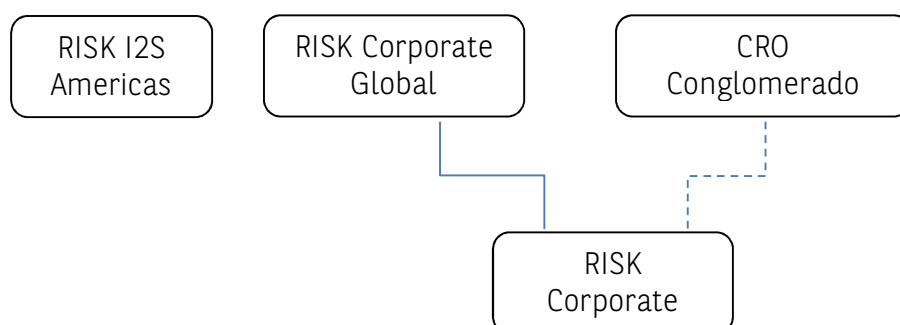 RISK I2S
Americas
RISK Corporate
Global
CRO
Conglomerado
RISK
Corporate